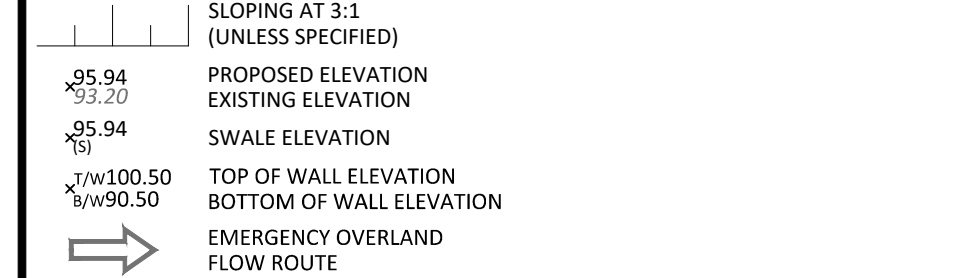 SLOPING AT 3:1
(UNLESS SPECIFIED)
95.94 PROPOSED ELEVATION
93.20 EXISTING ELEVATION
95.94
(S)
SWALE ELEVATION
T/W100.50 TOP OF WALL ELEVATION
B/W90.50 BOTTOM OF WALL ELEVATION
EMERGENCY OVERLAND
FLOW ROUTE